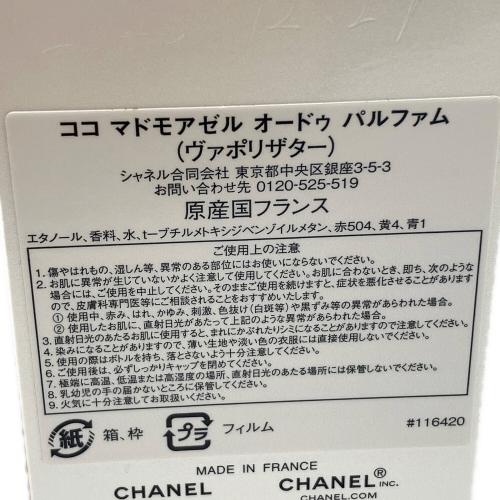 ココ マドモアゼル オードゥ パルファム
(ヴァポリザター)
シャネル合同会社 東京都中央区銀座3-5-3
お問い合わせ先 0120-525-519
原産国フランス
エタノール、香料、水、t-ブチルメトキシジベンゾイルメタン、赤504、黄4、青1
ご使用上の注意
1. 傷やはれもの、湿しん等、異常のある部位にはお使いにならないでください。
2. お肌に異常が生じていないかよく注意して使用してください。お肌に合わないとき、即ち、次のような
場合には、ご使用を中止してください。そのままご使用を続けますと、症状を悪化させることがありま
すので、皮膚科専門医等にご相談されることをおすすめいたします。
① 使用中、赤み、はれ、かゆみ、刺激、色抜け(白斑等)や黒ずみ等の異常があらわれた場合。
② 使用したお肌に、直射日光があたって上記のような異常があらわれた場合。
3. 直射日光のあたるお肌に使用すると、まれにかぶれたりシミになることがありますので注意してください。
4. 染みになることがありますので、薄い生地や淡い色の衣服には直接使用しないでください。
5. 使用の際はボトルを持ち、落とさないよう十分注意してください。
6. ご使用後は、必ずしっかりキャップを閉めてください。
7. 極端に高温、低温または高湿度の場所、直射日光のあたる場所には保管しないでください。
8. 乳幼児の手の届かないところに保管してください。
9. 火気に十分注意してお取扱いください。
紙 箱、枠 プラ フィルム #116420
MADE IN FRANCE
CHANEL CHANEL® INC.
CHANEL.COM